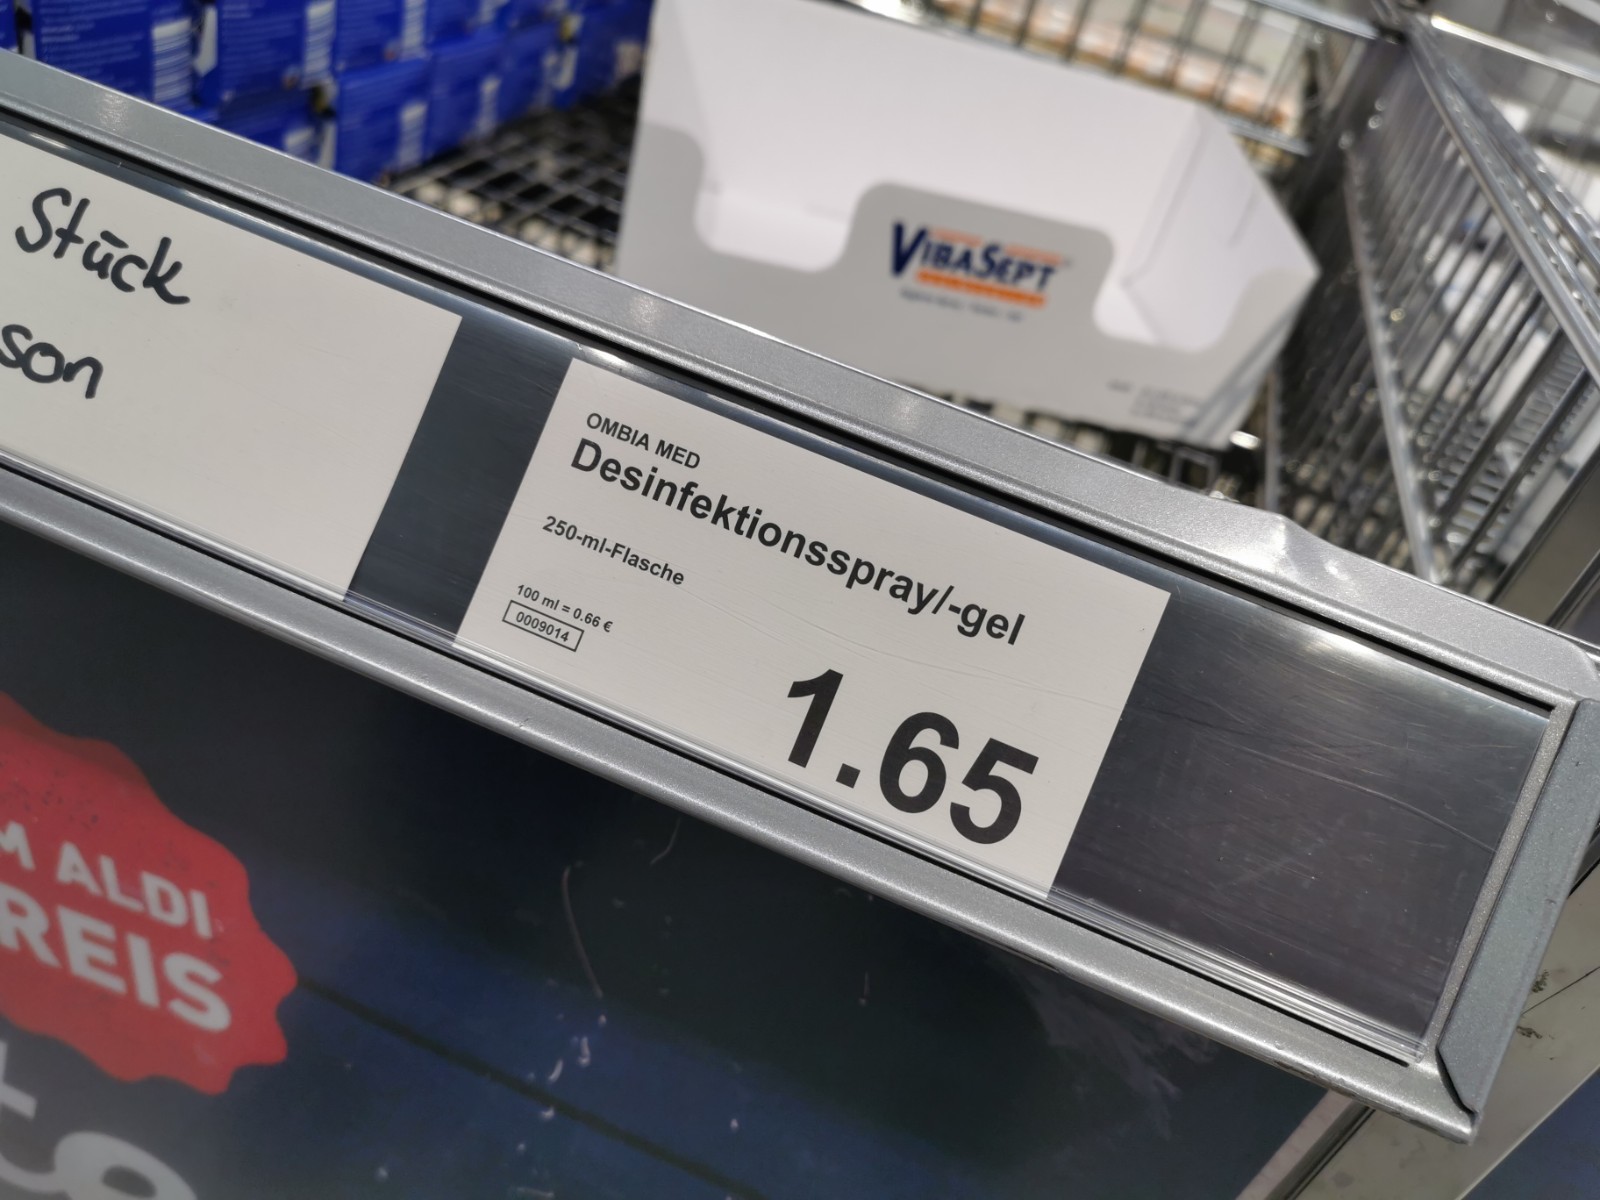 VIBASEPT
Stück
son
OMBIA MED
Desinfektionsspray/-gel
250-ml-Flasche
100 ml = 0.66 €
0009014
1.65
M ALDI
REIS